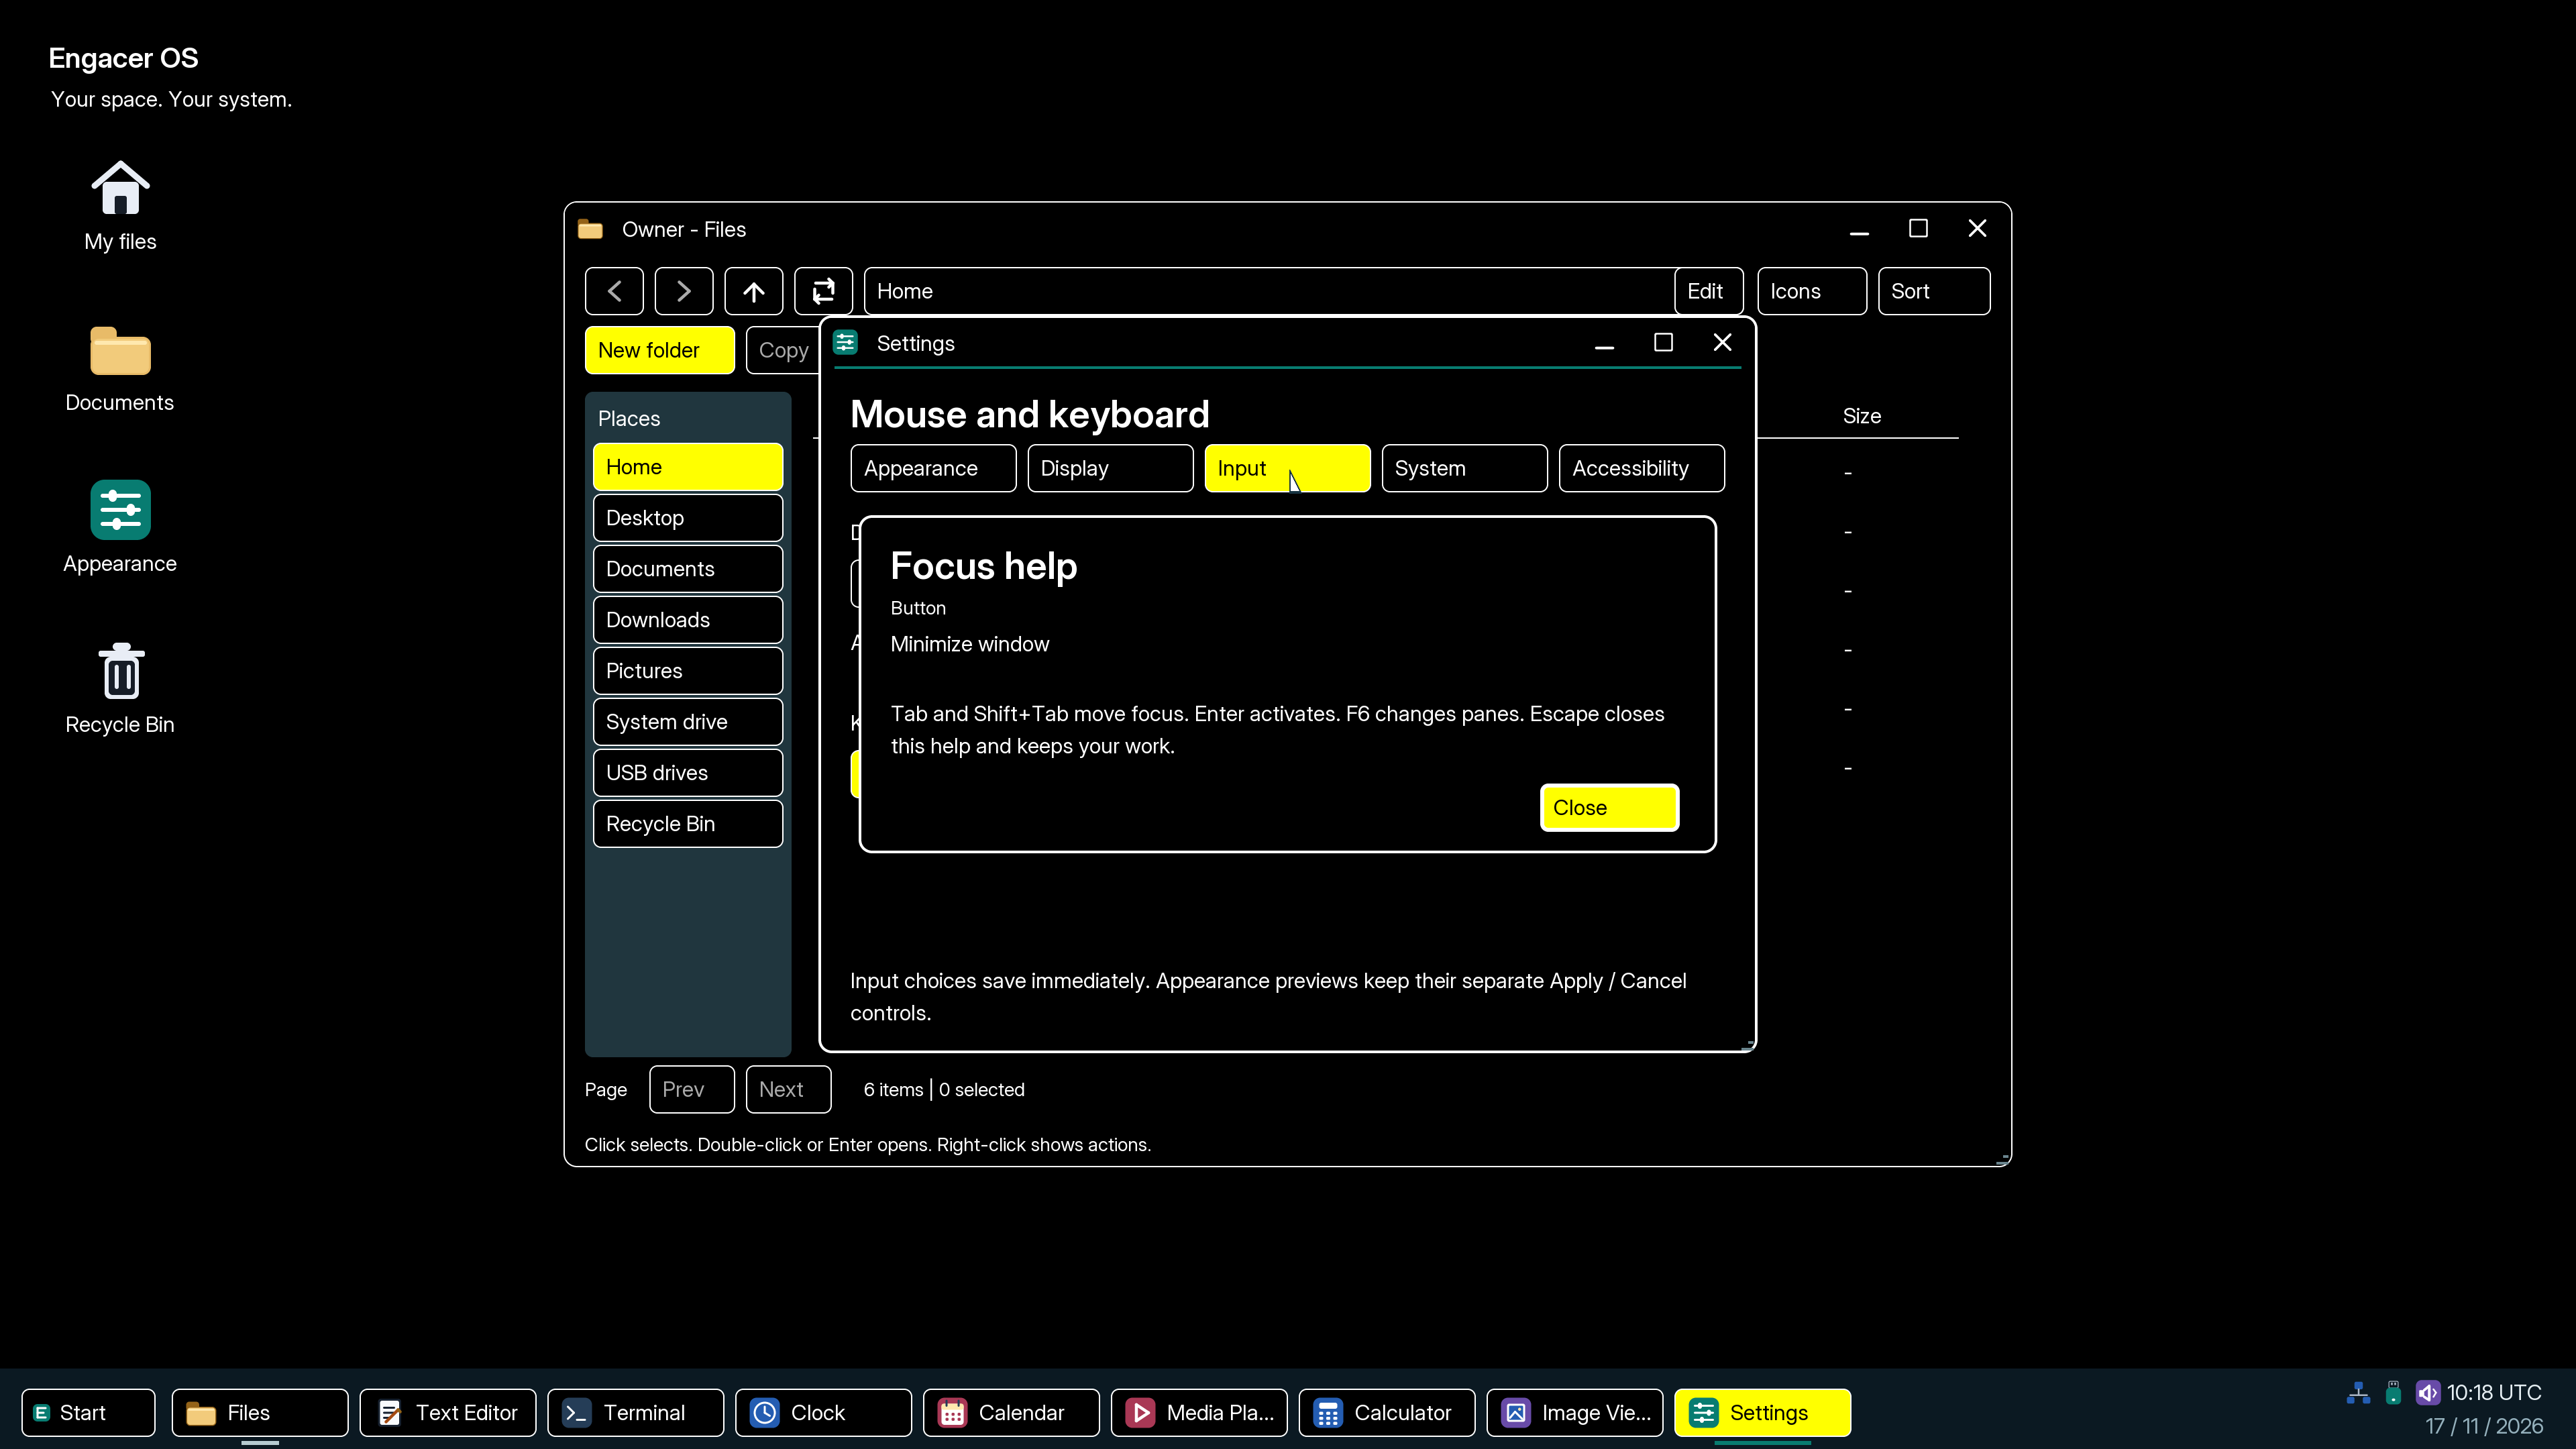 Engacer OS
Your space. Your system.
My files
Documents
Appearance
Recycle Bin
Owner - Files
Home
Edit
Icons
Sort
New folder
Copy
Places
Home
Desktop
Documents
Downloads
Pictures
System drive
USB drives
Recycle Bin
Size
-
-
-
-
-
-
Settings
Mouse and keyboard
Appearance
Display
Input
System
Accessibility
Focus help
Button
Minimize window
Tab and Shift+Tab move focus. Enter activates. F6 changes panes. Escape closes
this help and keeps your work.
Close
Input choices save immediately. Appearance previews keep their separate Apply / Cancel
controls.
Page
Prev
Next
6 items | 0 selected
Click selects. Double-click or Enter opens. Right-click shows actions.
Start
Files
Text Editor
Terminal
Clock
Calendar
Media Pla...
Calculator
Image Vie...
Settings
10:18 UTC
17 / 11 / 2026